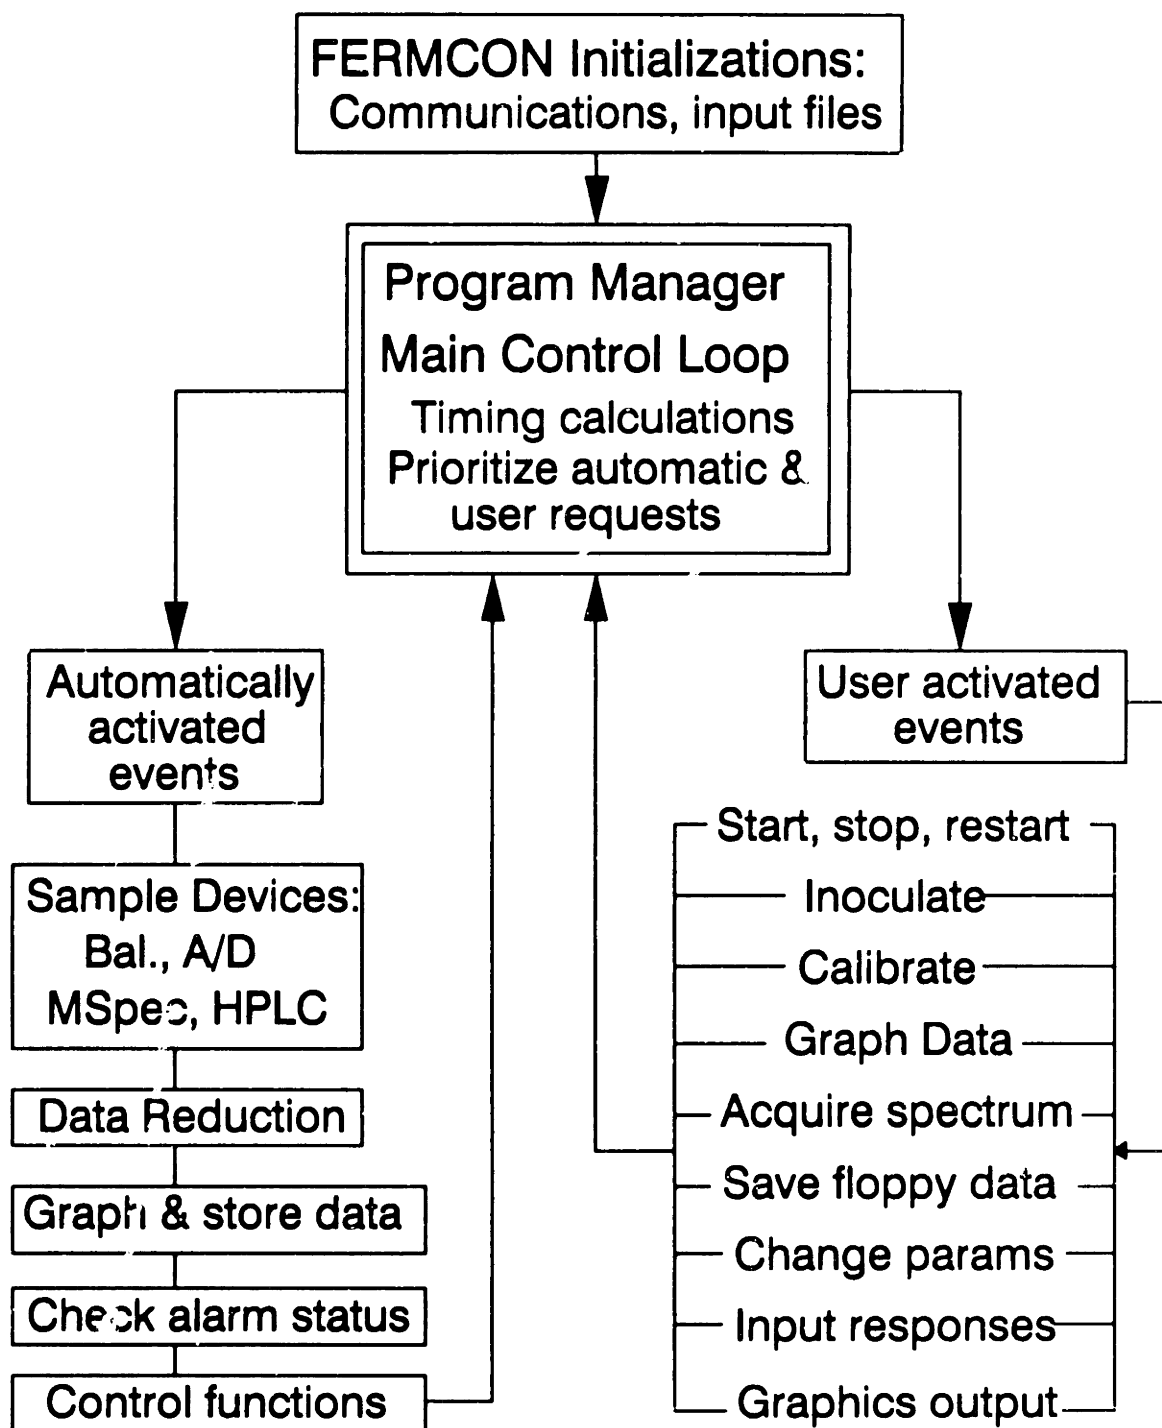 FERMCON Initializations:
Communications, input files
Program Manager
Main Control Loop
Timing calculations
Prioritize automatic &
user requests
Automatically
activated
events
Sample Devices:
Bal., A/D
MSpec, HPLC
Data Reduction
Graph & store data
Check alarm status
Control functions
User activated
events
Start, stop, restart
Inoculate
Calibrate
Graph Data
Acquire spectrum
Save floppy data
Change params
Input responses
Graphics output